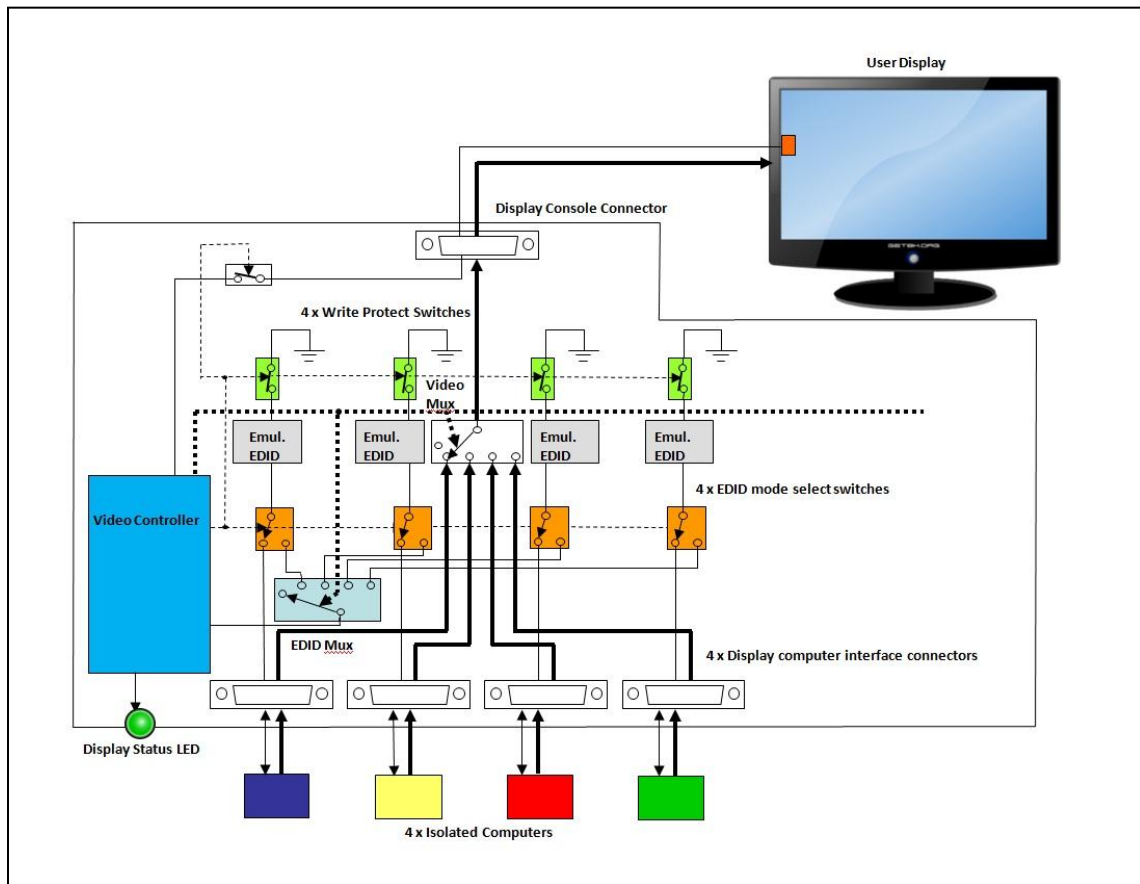 User Display
Display Console Connector
GETEK.ORG
4 x Write Protect Switches
Video
Mux
Emul.
EDID
Emul.
EDID
Emul.
EDID
Emul.
EDID
4 x EDID mode select switches
Video Controller
EDID Mux
4 x Display computer interface connectors
Display Status LED
4 x Isolated Computers